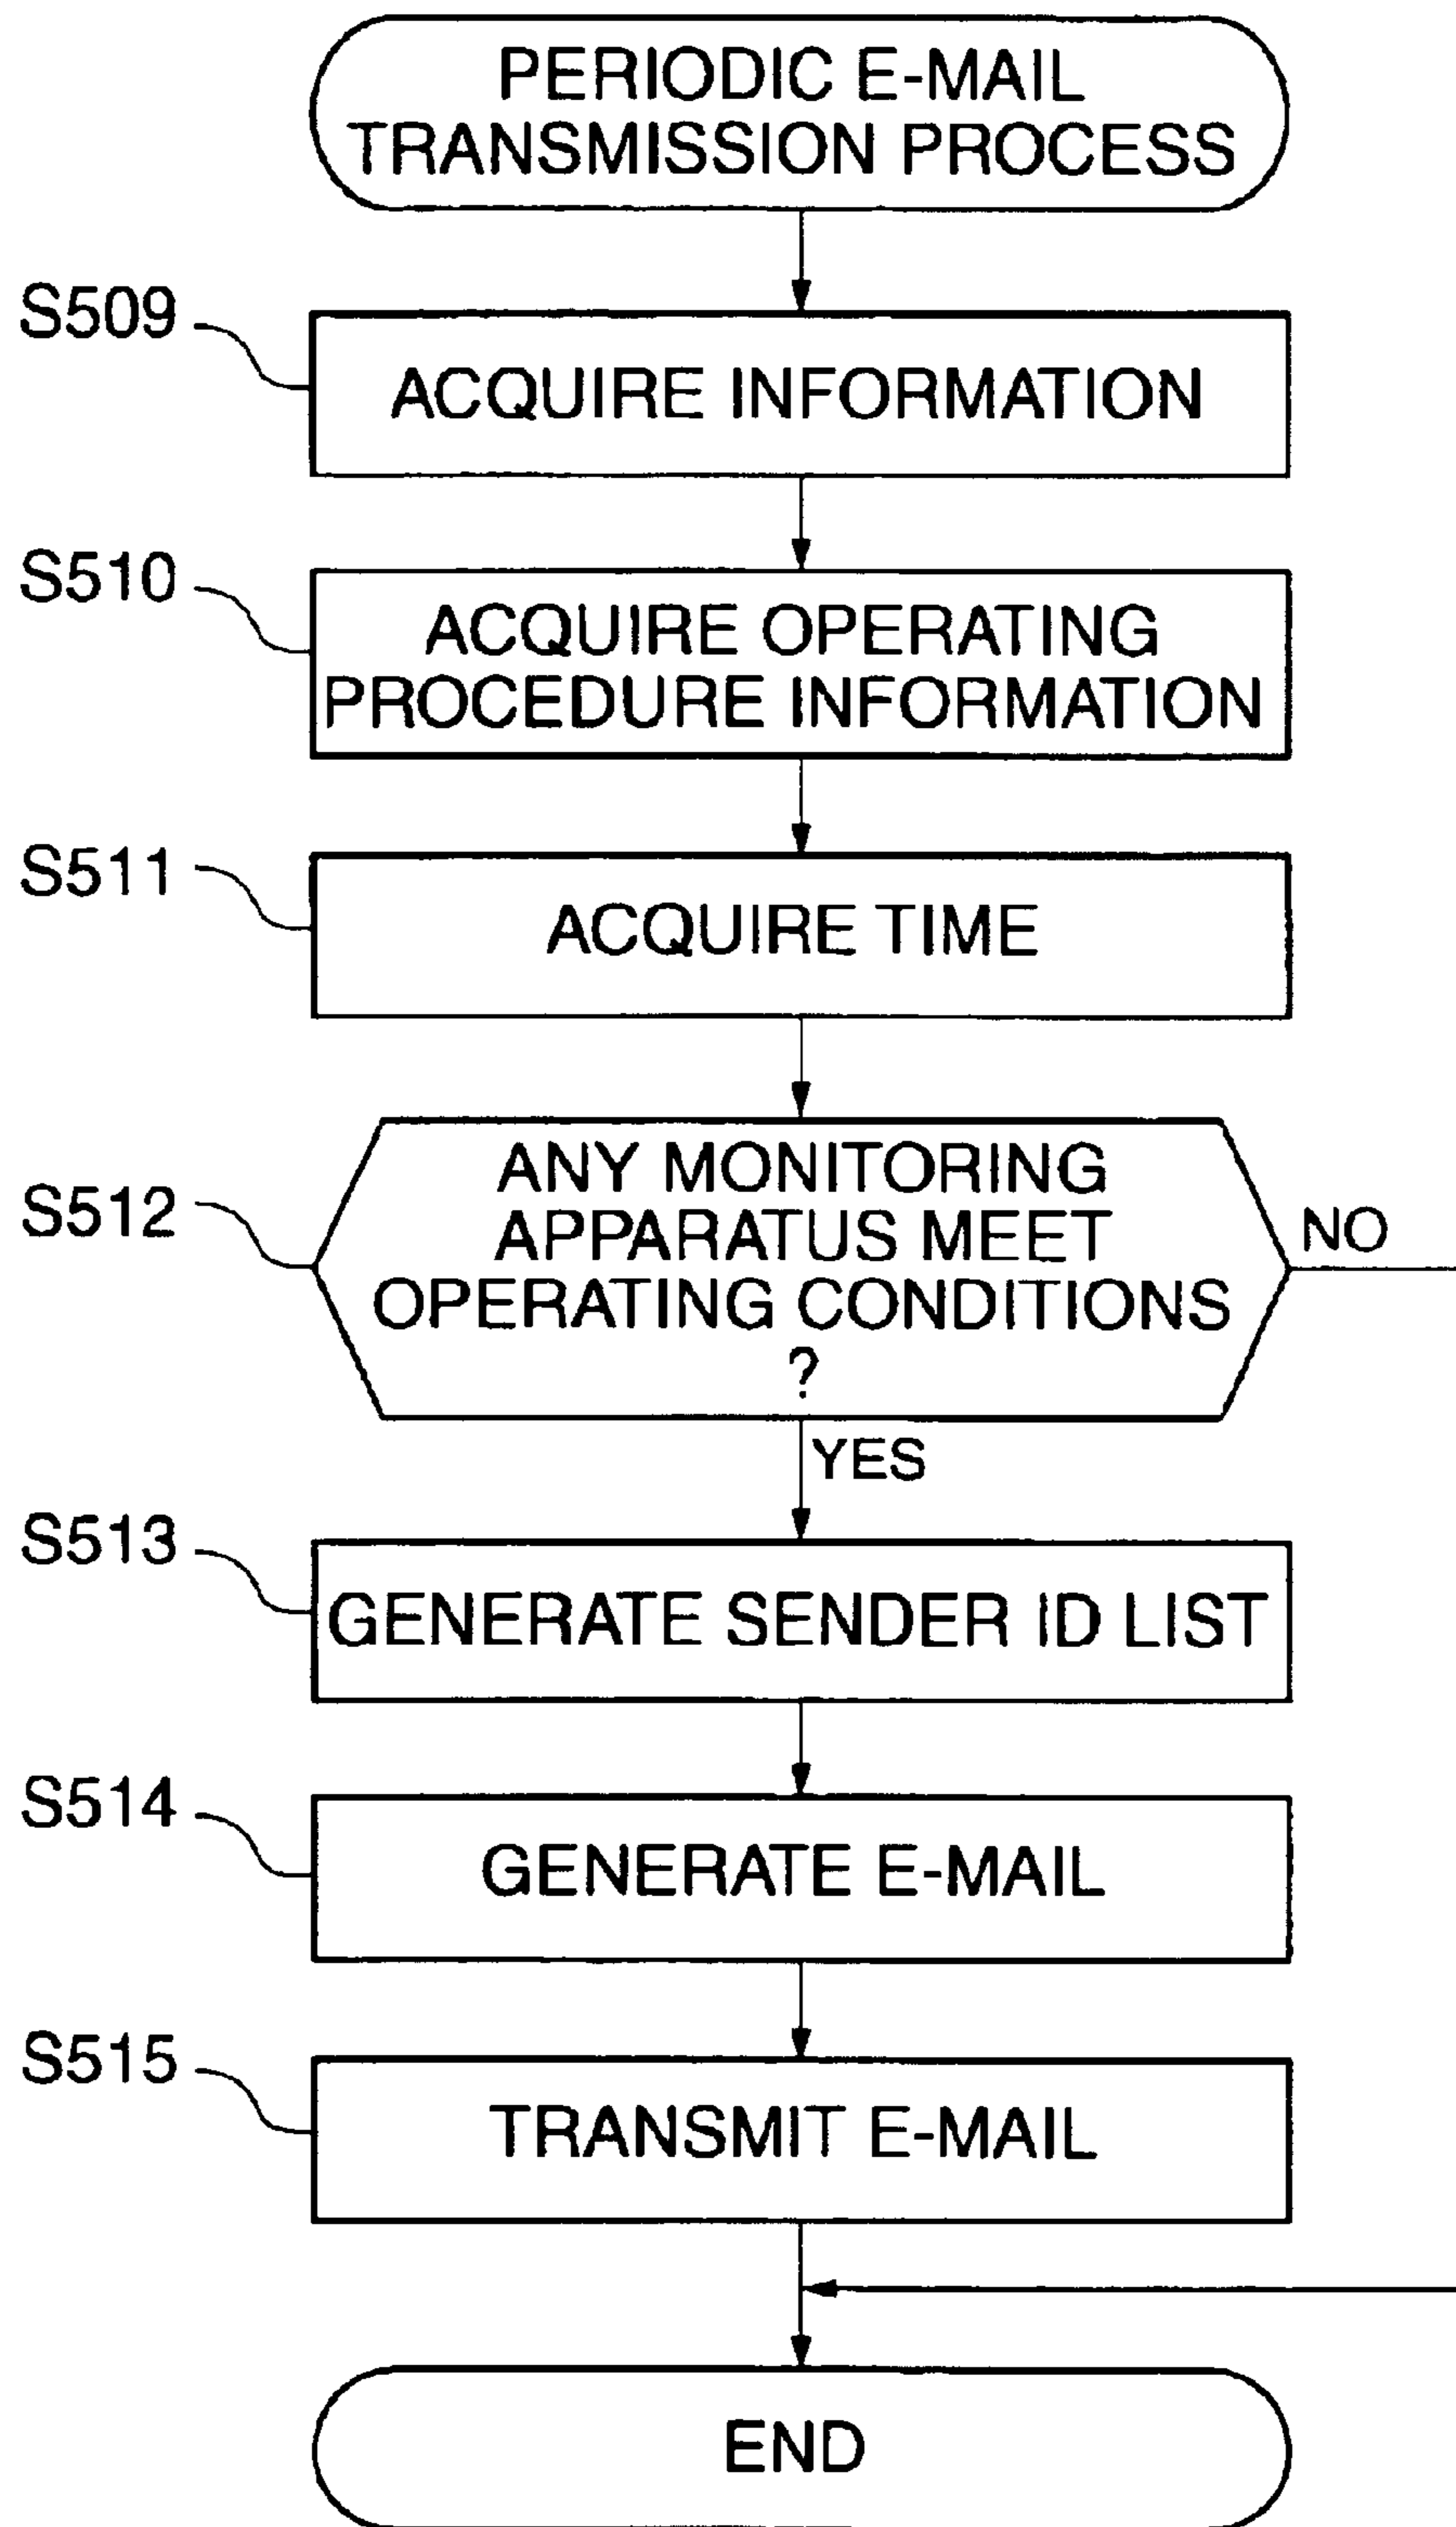 PERIODIC E-MAIL
TRANSMISSION PROCESS
S509
ACQUIRE INFORMATION
S510
ACQUIRE OPERATING
PROCEDURE INFORMATION
S511
ACQUIRE TIME
S512
ANY MONITORING
APPARATUS MEET
OPERATING CONDITIONS
?
NO
YES
S513
GENERATE SENDER ID LIST
S514
GENERATE E-MAIL
S515
TRANSMIT E-MAIL
END